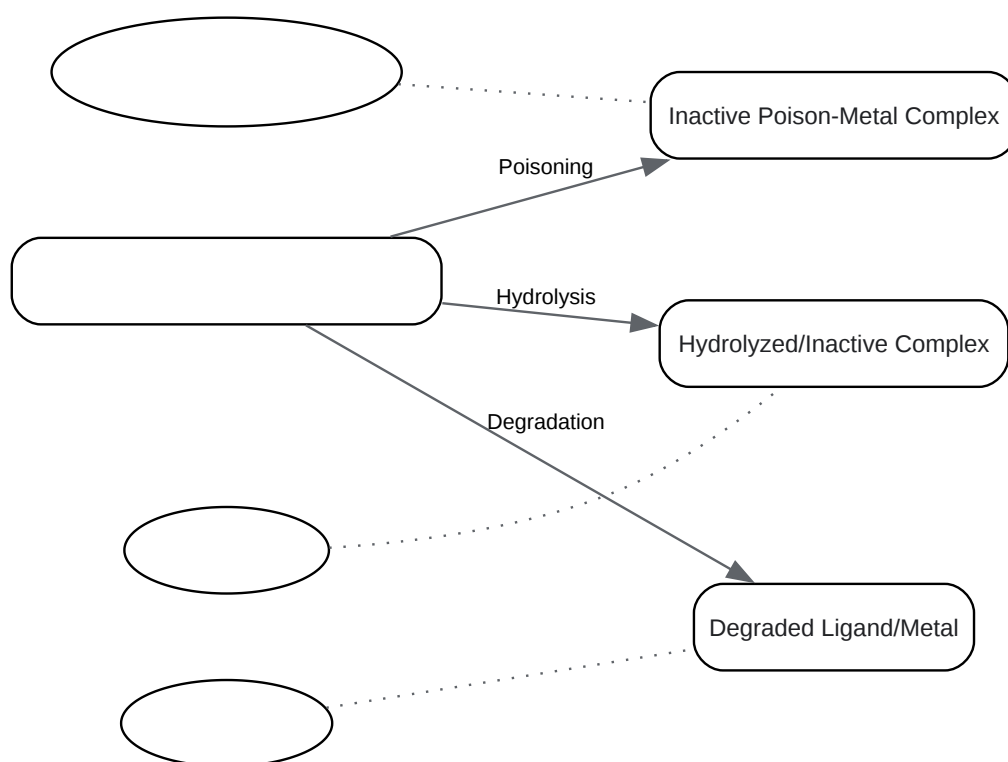 Inactive Poison-Metal Complex
Poisoning
Hydrolysis
Hydrolyzed/Inactive Complex
Degradation
Degraded Ligand/Metal